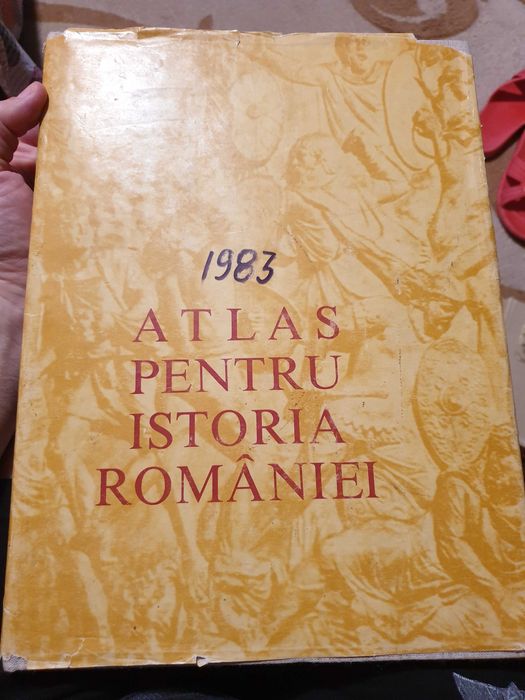 1983
ATLAS
PENTRU
ISTORIA
ROMÂNIEI